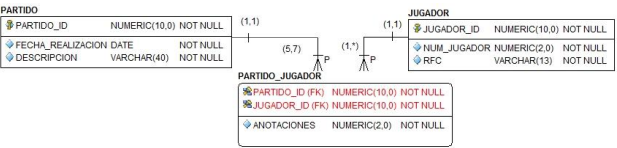 PARTIDO
PARTIDO_ID NUMERIC(10,0) NOT NULL
FECHA_REALIZACION DATE NOT NULL
DESCRIPCION VARCHAR(40) NOT NULL
(1,1)
(5,7)
P
(1,1)
(1,*)
P
JUGADOR
JUGADOR_ID NUMERIC(10,0) NOT NULL
NUM_JUGADOR NUMERIC(2,0) NOT NULL
RFC VARCHAR(13) NOT NULL
PARTIDO_JUGADOR
PARTIDO_ID (FK) NUMERIC(10,0) NOT NULL
JUGADOR_ID (FK) NUMERIC(10,0) NOT NULL
ANOTACIONES NUMERIC(2,0) NOT NULL